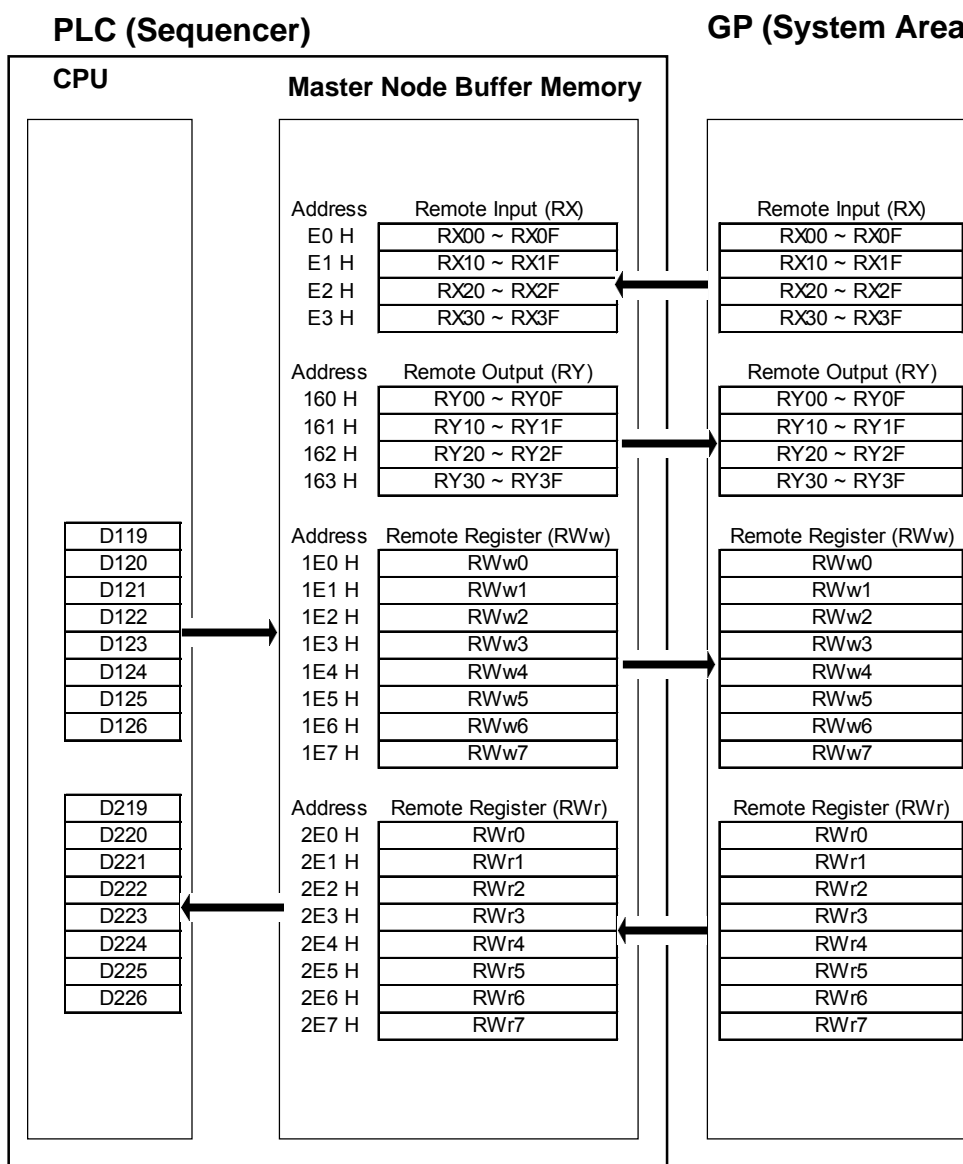 PLC (Sequencer)
GP (System Area
CPU
Master Node Buffer Memory
Address Remote Input (RX) Remote Input (RX)
E0 H RX00 ~ RX0F RX00 ~ RX0F
E1 H RX10 ~ RX1F RX10 ~ RX1F
E2 H RX20 ~ RX2F RX20 ~ RX2F
E3 H RX30 ~ RX3F RX30 ~ RX3F
Address Remote Output (RY) Remote Output (RY)
160 H RY00 ~ RY0F RY00 ~ RY0F
161 H RY10 ~ RY1F RY10 ~ RY1F
162 H RY20 ~ RY2F RY20 ~ RY2F
163 H RY30 ~ RY3F RY30 ~ RY3F
D119 Address Remote Register (RWw) Remote Register (RWw)
D120 1E0 H RWw0 RWw0
D121 1E1 H RWw1 RWw1
D122 1E2 H RWw2 RWw2
D123 1E3 H RWw3 RWw3
D124 1E4 H RWw4 RWw4
D125 1E5 H RWw5 RWw5
D126 1E6 H RWw6 RWw6
1E7 H RWw7 RWw7
D219 Address Remote Register (RWr) Remote Register (RWr)
D220 2E0 H RWr0 RWr0
D221 2E1 H RWr1 RWr1
D222 2E2 H RWr2 RWr2
D223 2E3 H RWr3 RWr3
D224 2E4 H RWr4 RWr4
D225 2E5 H RWr5 RWr5
D226 2E6 H RWr6 RWr6
2E7 H RWr7 RWr7